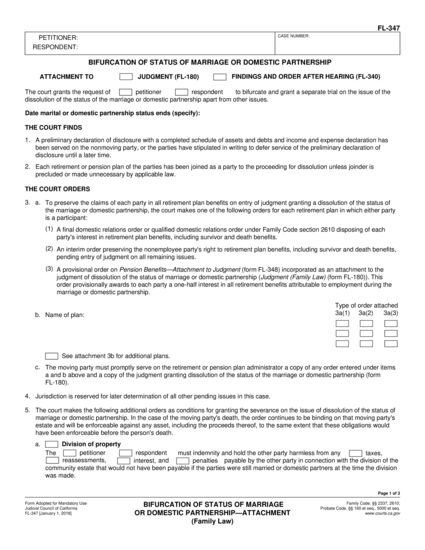 FL-347
PETITIONER:
RESPONDENT:
CASE NUMBER:
BIFURCATION OF STATUS OF MARRIAGE OR DOMESTIC PARTNERSHIP
ATTACHMENT TO JUDGMENT (FL-180) FINDINGS AND ORDER AFTER HEARING (FL-340)
The court grants the request of petitioner respondent to bifurcate and grant a separate trial on the issue of the
dissolution of the status of the marriage or domestic partnership apart from other issues.
Date marital or domestic partnership status ends (specify):
THE COURT FINDS
1. A preliminary declaration of disclosure with a completed schedule of assets and debts and income and expense declaration has
been served on the nonmoving party, or the parties have stipulated in writing to defer service of the preliminary declaration of
disclosure until a later time.
2. Each retirement or pension plan of the parties has been joined as a party to the proceeding for dissolution unless joinder is
precluded or made unnecessary by applicable law.
THE COURT ORDERS
3. a. To preserve the claims of each party in all retirement plan benefits on entry of judgment granting a dissolution of the status of
the marriage or domestic partnership, the court makes one of the following orders for each retirement plan in which either party
is a participant:
(1) A final domestic relations order or qualified domestic relations order under Family Code section 2610 disposing of each
party's interest in retirement plan benefits, including survivor and death benefits.
(2) An interim order preserving the nonemployee party's right to retirement plan benefits, including survivor and death benefits,
pending entry of judgment on all remaining issues.
(3) A provisional order on Pension Benefits—Attachment to Judgment (form FL-348) incorporated as an attachment to the
judgment of dissolution of the status of marriage or domestic partnership (Judgment (Family Law) (form FL-180)). This
order provisionally awards to each party a one-half interest in all retirement benefits attributable to employment during the
marriage or domestic partnership.
Type of order attached
b. Name of plan: 3a(1) 3a(2) 3a(3)
See attachment 3b for additional plans.
c. The moving party must promptly serve on the retirement or pension plan administrator a copy of any order entered under items
a and b above and a copy of the judgment granting dissolution of the status of the marriage or domestic partnership (form
FL-180).
4. Jurisdiction is reserved for later determination of all other pending issues in this case.
5. The court makes the following additional orders as conditions for granting the severance on the issue of dissolution of the status of
marriage or domestic partnership. In the case of the moving party's death, the order continues to be binding on that moving party's
estate and will be enforceable against any asset, including the proceeds thereof, to the same extent that these obligations would
have been enforceable before the person's death.
a. Division of property
The petitioner respondent must indemnify and hold the other party harmless from any taxes,
reassessments, interest, and penalties payable by the other party in connection with the division of the
community estate that would not have been payable if the parties were still married or domestic partners at the time the division
was made.
Page 1 of 3
Form Adopted for Mandatory Use
Judicial Council of California
FL-347 [January 1, 2018]
BIFURCATION OF STATUS OF MARRIAGE
OR DOMESTIC PARTNERSHIP—ATTACHMENT
(Family Law)
Family Code, §§ 2337, 2610;
Probate Code, §§ 160 et seq., 5000 et seq.
www.courts.ca.gov